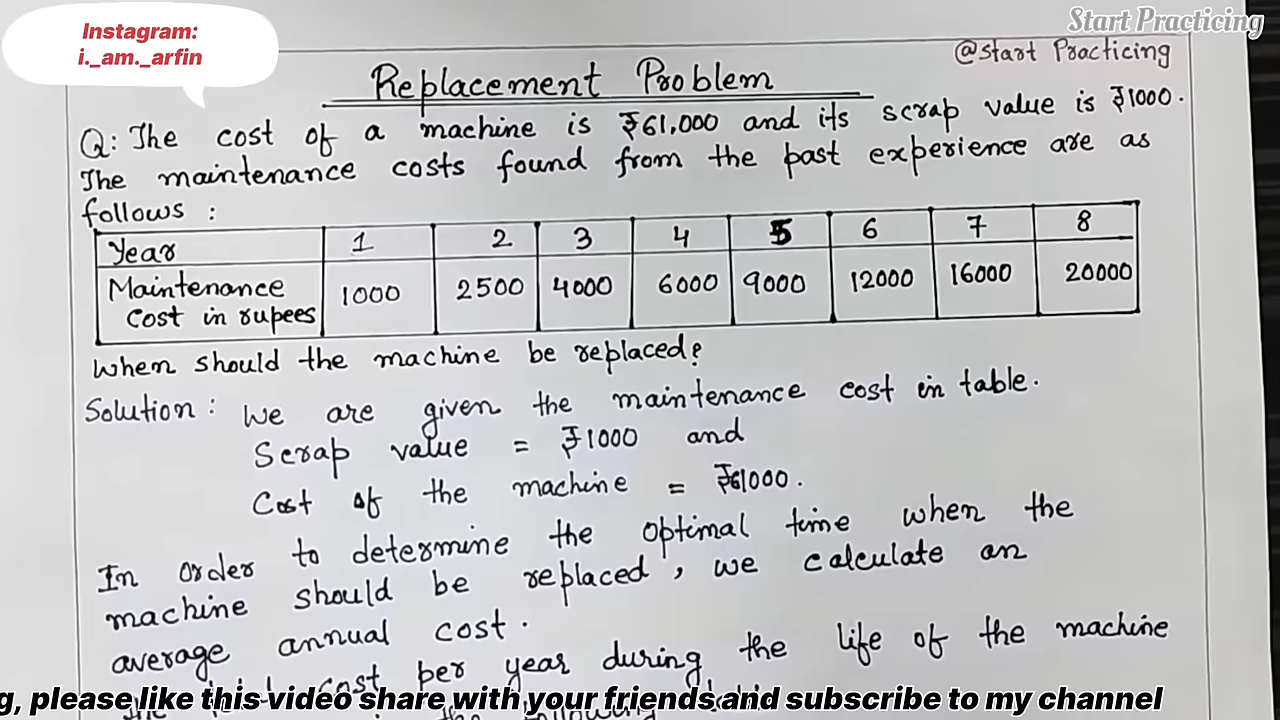 Instagram:
i._am._arfin
Start Practicing
@start Practicing
Replacement Problem
Q: The cost of a machine is ₹61,000 and its scrap value is ₹1000.
The maintenance costs found from the past experience are as
follows :
Year 1 2 3 4 5 6 7 8
Maintenance cost in rupees 1000 2500 4000 6000 9000 12000 16000 20000
When should the machine be replaced?
Solution: We are given the maintenance cost in table.
Scrap value = ₹1000 and
Cost of the machine = ₹61000.
In order to determine the optimal time when the
machine should be replaced, we calculate an
average annual cost.
cost per year during the life of the machine
g, please like this video share with your friends and subscribe to my channel